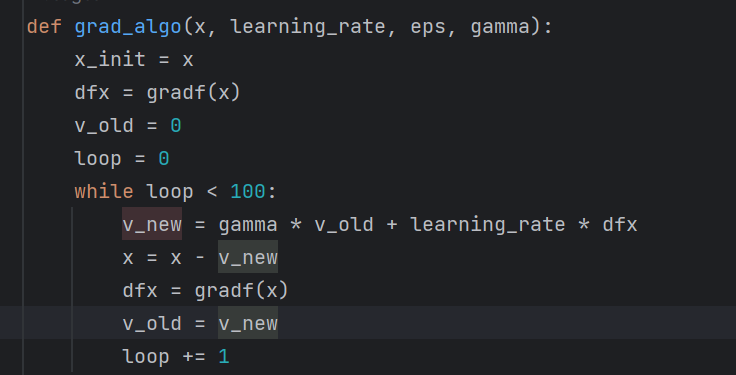 def grad_algo(x, learning_rate, eps, gamma):
    x_init = x
    dfx = gradf(x)
    v_old = 0
    loop = 0
    while loop < 100:
        v_new = gamma * v_old + learning_rate * dfx
        x = x - v_new
        dfx = gradf(x)
        v_old = v_new
        loop += 1